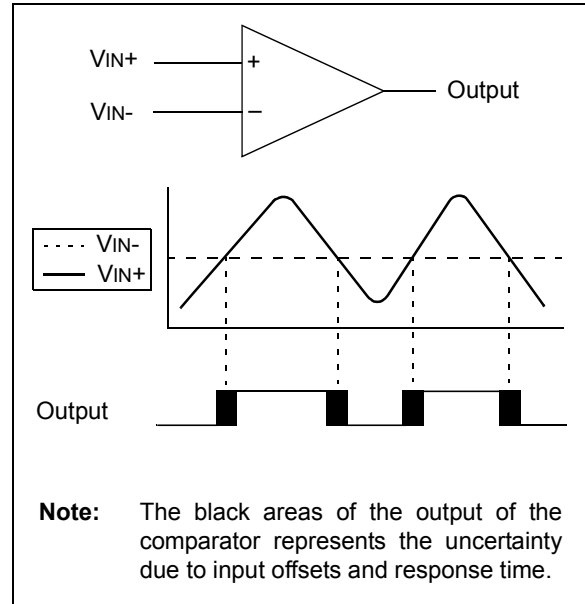 VIN+
+
Output
VIN-
–
VIN-
VIN+
Output
Note: The black areas of the output of the
comparator represents the uncertainty
due to input offsets and response time.